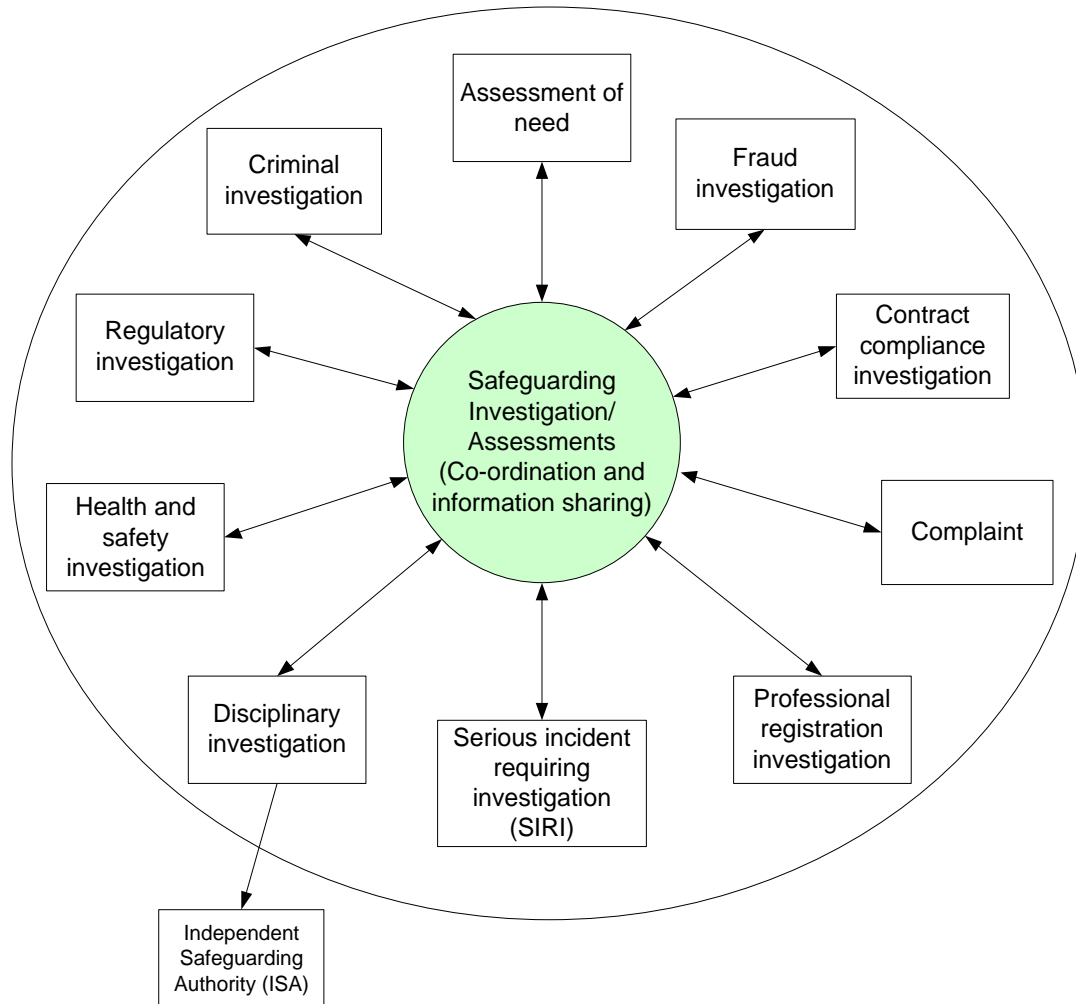 Assessment of
need
Criminal
investigation
Fraud
investigation
Regulatory
investigation
Contract
compliance
investigation
Safeguarding
Investigation/
Assessments
(Co-ordination and
information sharing)
Health and
safety
investigation
Complaint
Disciplinary
investigation
Serious incident
requiring
investigation
(SIRI)
Professional
registration
investigation
Independent
Safeguarding
Authority (ISA)